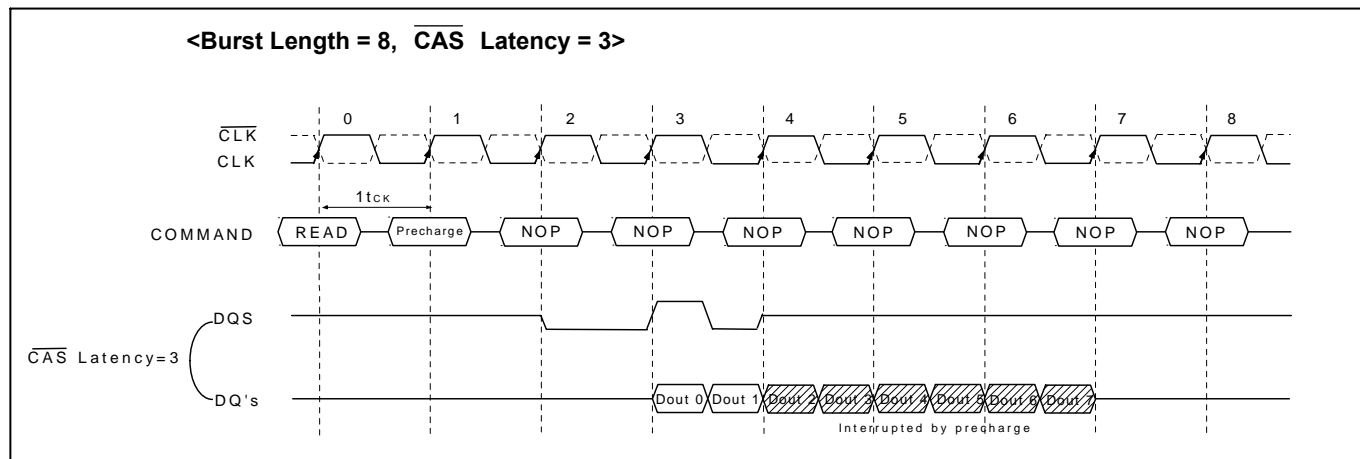 <Burst Length = 8, CAS Latency = 3>
0 1 2 3 4 5 6 7 8
CLK
CLK
1tCK
COMMAND READ Precharge NOP NOP NOP NOP NOP NOP NOP
DQS
CAS Latency=3
DQ's Dout 0 Dout 1 Dout 2 Dout 3 Dout 4 Dout 5 Dout 6 Dout 7
Interrupted by precharge